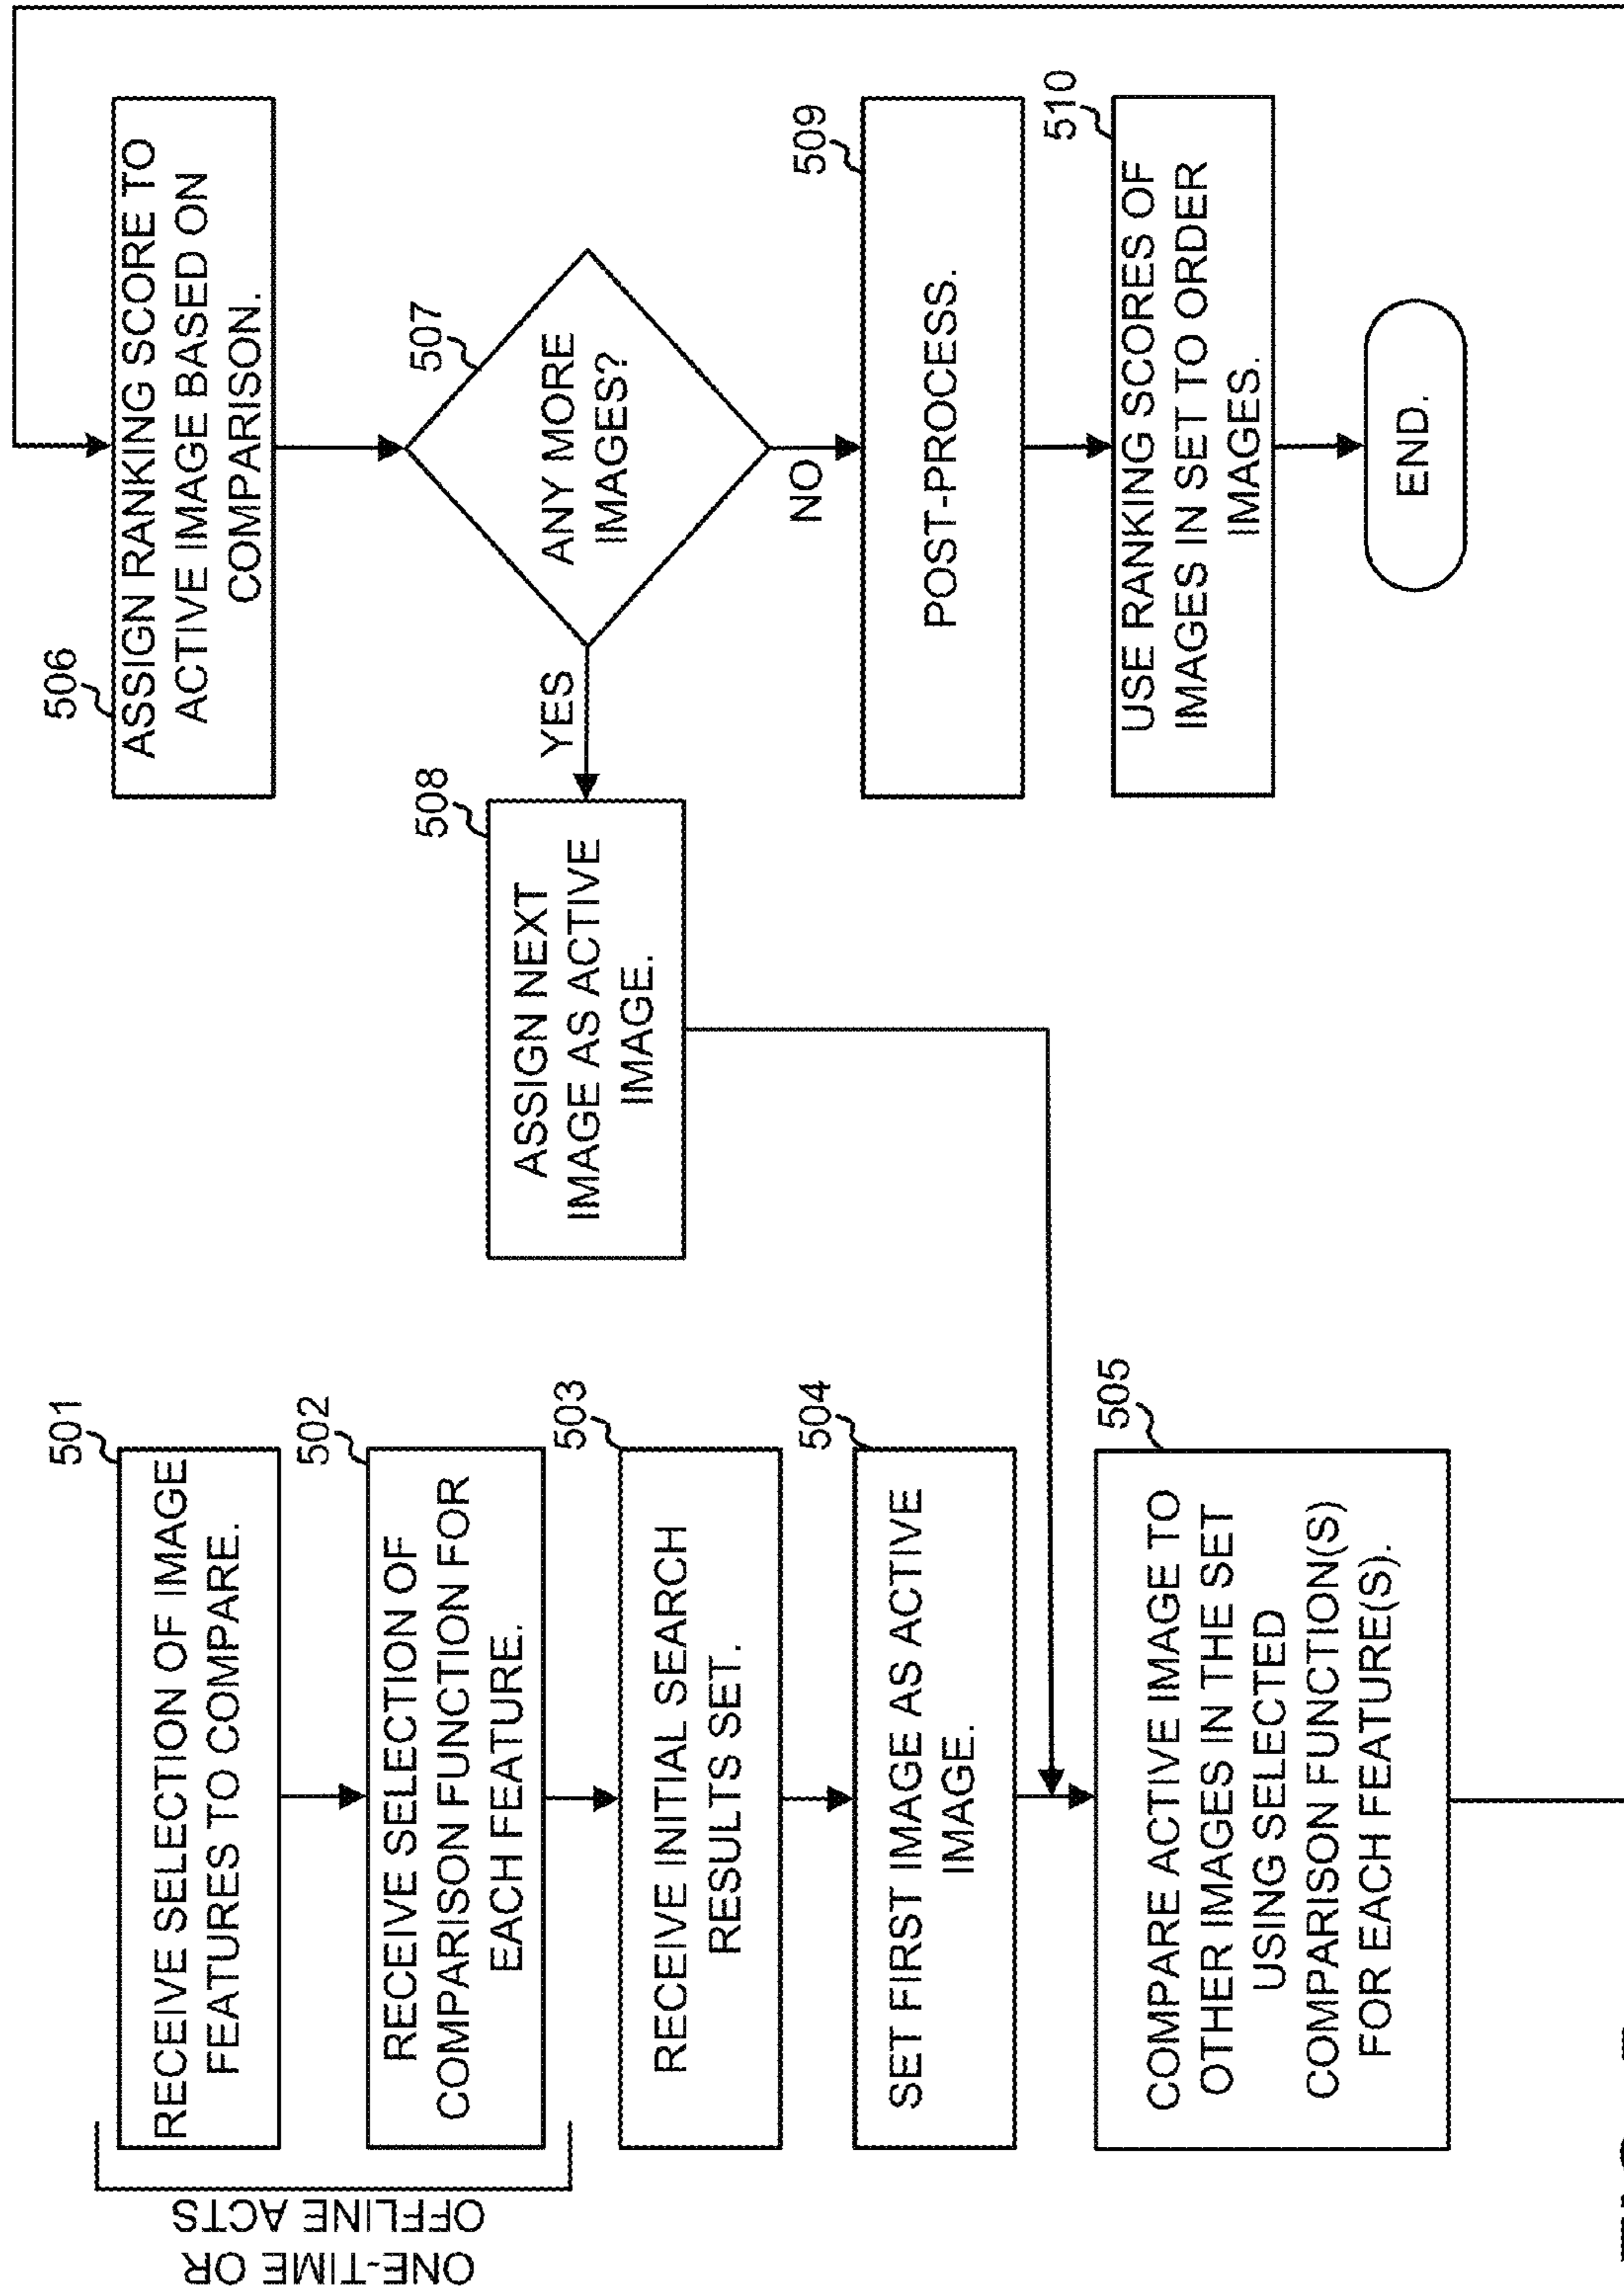 ONE-TIME OR
OFFLINE ACTS
501
RECEIVE SELECTION OF IMAGE
FEATURES TO COMPARE.
502
RECEIVE SELECTION OF
COMPARISON FUNCTION FOR
EACH FEATURE.
503
RECEIVE INITIAL SEARCH
RESULTS SET.
504
SET FIRST IMAGE AS ACTIVE
IMAGE.
505
COMPARE ACTIVE IMAGE TO
OTHER IMAGES IN THE SET
USING SELECTED
COMPARISON FUNCTION(S)
FOR EACH FEATURE(S).
506
ASSIGN RANKING SCORE TO
ACTIVE IMAGE BASED ON
COMPARISON.
507
ANY MORE
IMAGES?
YES
NO
508
ASSIGN NEXT
IMAGE AS ACTIVE
IMAGE.
509
POST-PROCESS.
510
USE RANKING SCORES OF
IMAGES IN SET TO ORDER
IMAGES.
END.